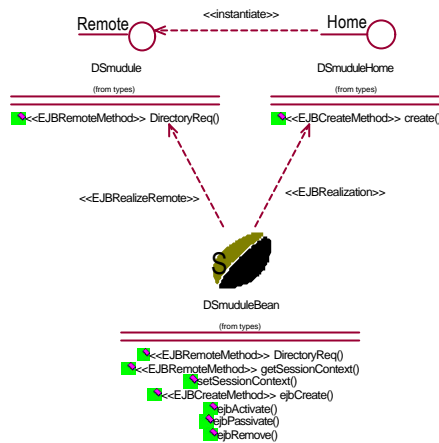 <<instantiate>>
Remote
Home
DSmudule
DSmuduleHome
(from types)
(from types)
<<EJBRemoteMethod>> DirectoryReq()
<<EJBCreateMethod>> create()
<<EJBRealizeRemote>>
<<EJBRealization>>
S
DSmuduleBean
(from types)
<<EJBRemoteMethod>> DirectoryReq()
<<EJBRemoteMethod>> getSessionContext()
setSessionContext()
<<EJBCreateMethod>> ejbCreate()
ejbActivate()
ejbPassivate()
ejbRemove()